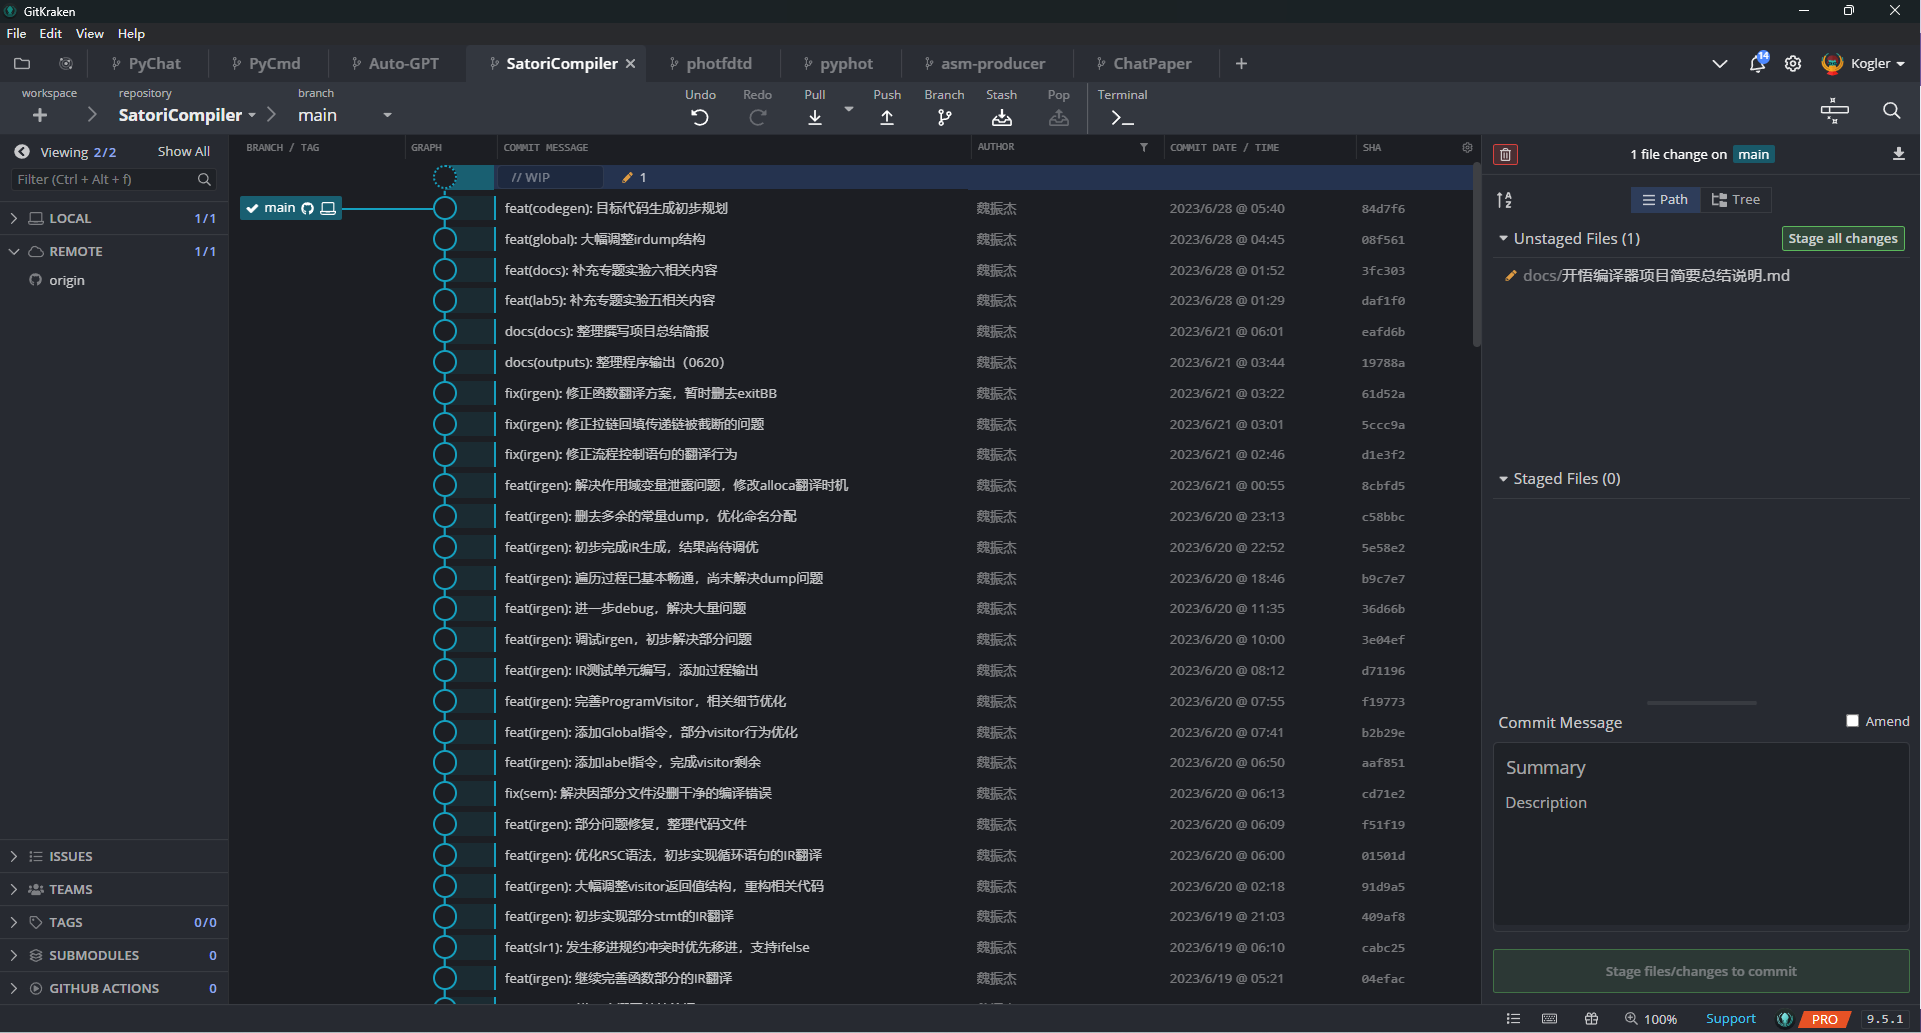 GitKraken
File Edit View Help
PyChat PyCmd Auto-GPT SatoriCompiler photfdtd pyphot asm-producer ChatPaper 14 Kogler
workspace repository branch Undo Redo Pull Push Branch Stash Pop Terminal
SatoriCompiler main
Viewing 2/2 Show All
Filter (Ctrl + Alt + f)
LOCAL 1/1
REMOTE 1/1
origin
ISSUES
TEAMS
TAGS 0/0
SUBMODULES 0
GITHUB ACTIONS 0
BRANCH / TAG GRAPH COMMIT MESSAGE AUTHOR COMMIT DATE / TIME SHA
// WIP 1
main feat(codegen): 目标代码生成初步规划 魏振杰 2023/6/28 @ 05:40 84d7f6
feat(global): 大幅调整irdump结构 魏振杰 2023/6/28 @ 04:45 08f561
feat(docs): 补充专题实验六相关内容 魏振杰 2023/6/28 @ 01:52 3fc303
feat(lab5): 补充专题实验五相关内容 魏振杰 2023/6/28 @ 01:29 daf1f0
docs(docs): 整理撰写项目总结简报 魏振杰 2023/6/21 @ 06:01 eafd6b
docs(outputs): 整理程序输出（0620） 魏振杰 2023/6/21 @ 03:44 19788a
fix(irgen): 修正函数翻译方案，暂时删去exitBB 魏振杰 2023/6/21 @ 03:22 61d52a
fix(irgen): 修正拉链回填传递链被截断的问题 魏振杰 2023/6/21 @ 03:01 5ccc9a
fix(irgen): 修正流程控制语句的翻译行为 魏振杰 2023/6/21 @ 02:46 d1e3f2
feat(irgen): 解决作用域变量泄露问题，修改alloca翻译时机 魏振杰 2023/6/21 @ 00:55 8cbfd5
feat(irgen): 删去多余的常量dump，优化命名分配 魏振杰 2023/6/20 @ 23:13 c58bbc
feat(irgen): 初步完成IR生成，结果尚待调优 魏振杰 2023/6/20 @ 22:52 5e58e2
feat(irgen): 遍历过程已基本畅通，尚未解决dump问题 魏振杰 2023/6/20 @ 18:46 b9c7e7
feat(irgen): 进一步debug，解决大量问题 魏振杰 2023/6/20 @ 11:35 36d66b
feat(irgen): 调试irgen，初步解决部分问题 魏振杰 2023/6/20 @ 10:00 3e04ef
feat(irgen): IR测试单元编写，添加过程输出 魏振杰 2023/6/20 @ 08:12 d71196
feat(irgen): 完善ProgramVisitor，相关细节优化 魏振杰 2023/6/20 @ 07:55 f19773
feat(irgen): 添加Global指令，部分visitor行为优化 魏振杰 2023/6/20 @ 07:41 b2b29e
feat(irgen): 添加label指令，完成visitor剩余 魏振杰 2023/6/20 @ 06:50 aaf851
fix(sem): 解决因部分文件没删干净的编译错误 魏振杰 2023/6/20 @ 06:13 cd71e2
feat(irgen): 部分问题修复，整理代码文件 魏振杰 2023/6/20 @ 06:09 f51f19
feat(irgen): 优化RSC语法，初步实现循环语句的IR翻译 魏振杰 2023/6/20 @ 06:00 01501d
feat(irgen): 大幅调整visitor返回值结构，重构相关代码 魏振杰 2023/6/20 @ 02:18 91d9a5
feat(irgen): 初步实现部分stmt的IR翻译 魏振杰 2023/6/19 @ 21:03 409af8
feat(slr1): 发生移进规约冲突时优先移进，支持ifelse 魏振杰 2023/6/19 @ 06:10 cabc25
feat(irgen): 继续完善函数部分的IR翻译 魏振杰 2023/6/19 @ 05:21 04efac
1 file change on main
Path Tree
Unstaged Files (1) Stage all changes
docs/开悟编译器项目简要总结说明.md
Staged Files (0)
Commit Message Amend
Summary
Description
Stage files/changes to commit
100% Support PRO 9.5.1